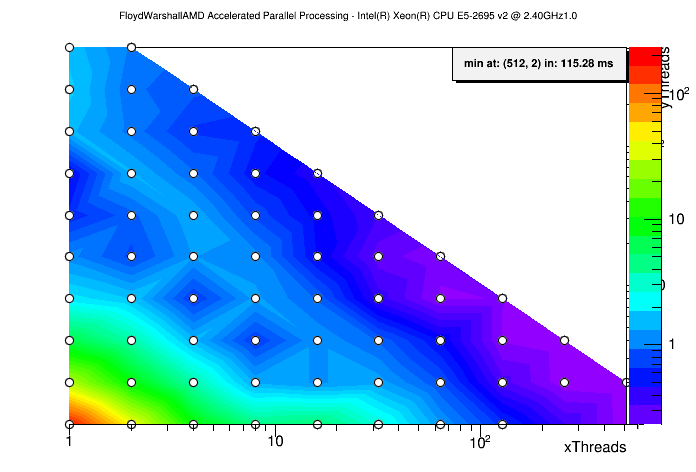 FloydWarshallAMD Accelerated Parallel Processing - Intel(R) Xeon(R) CPU E5-2695 v2 @ 2.40GHz1.0
min at: (512, 2) in: 115.28 ms
yThreads
10²
10
1
1 10 10²
xThreads